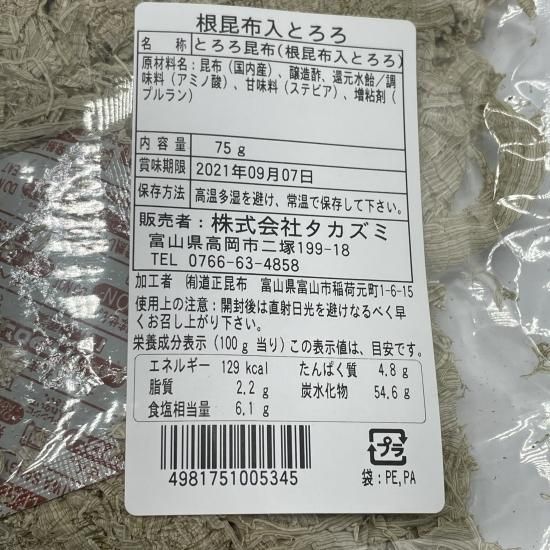 根昆布入とろろ
名 称 とろろ昆布(根昆布入とろろ)
原材料名:昆布(国内産)、醸造酢、還元水飴/調
味料(アミノ酸)、甘味料(ステビア)、増粘剤(
プルラン)
内 容 量 75g
賞味期限 2021年09月07日
保存方法 高温多湿を避け、常温で保存して下さい。
販売者:株式会社タカズミ
富山県高岡市二塚199-18
TEL 0766-63-4858
加工者 ㈲道正昆布 富山県富山市稲荷元町1-6-15
使用上の注意:開封後は直射日光を避けなるべく早
くお召し上がり下さい。
栄養成分表示(100g当り)この表示値は、目安です。
エネルギー 129kcal たんぱく質 4.8g
脂質 2.2g 炭水化物 54.6g
食塩相当量 6.1g
4981751005345
プラ
袋:PE,PA